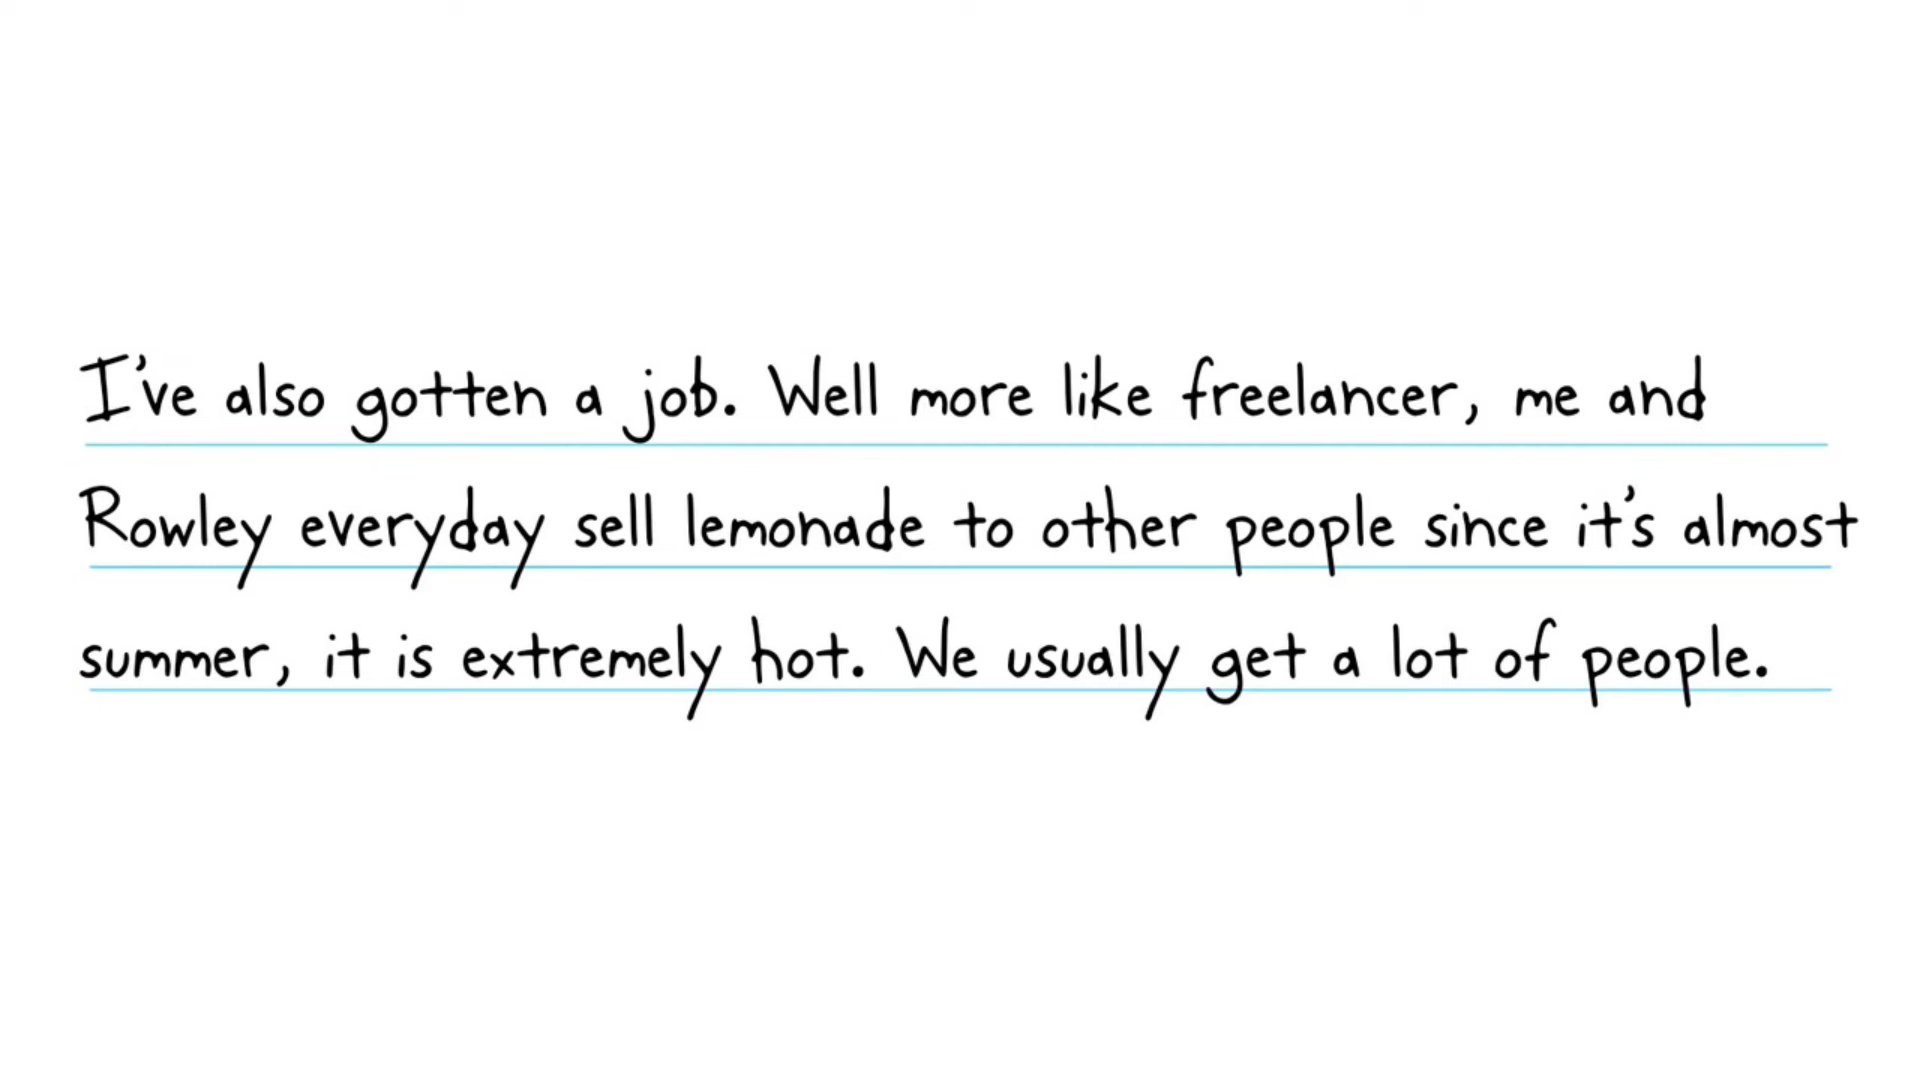 I've also gotten a job. Well more like freelancer, me and
Rowley everyday sell lemonade to other people since it's almost
summer, it is extremely hot. We usually get a lot of people.